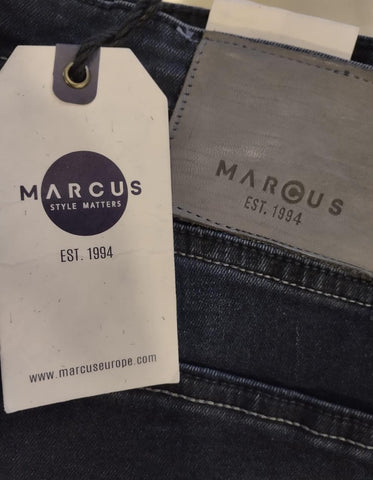 MARCUS
STYLE MATTERS
EST. 1994
www.marcuseurope.com
MARCUS
EST. 1994